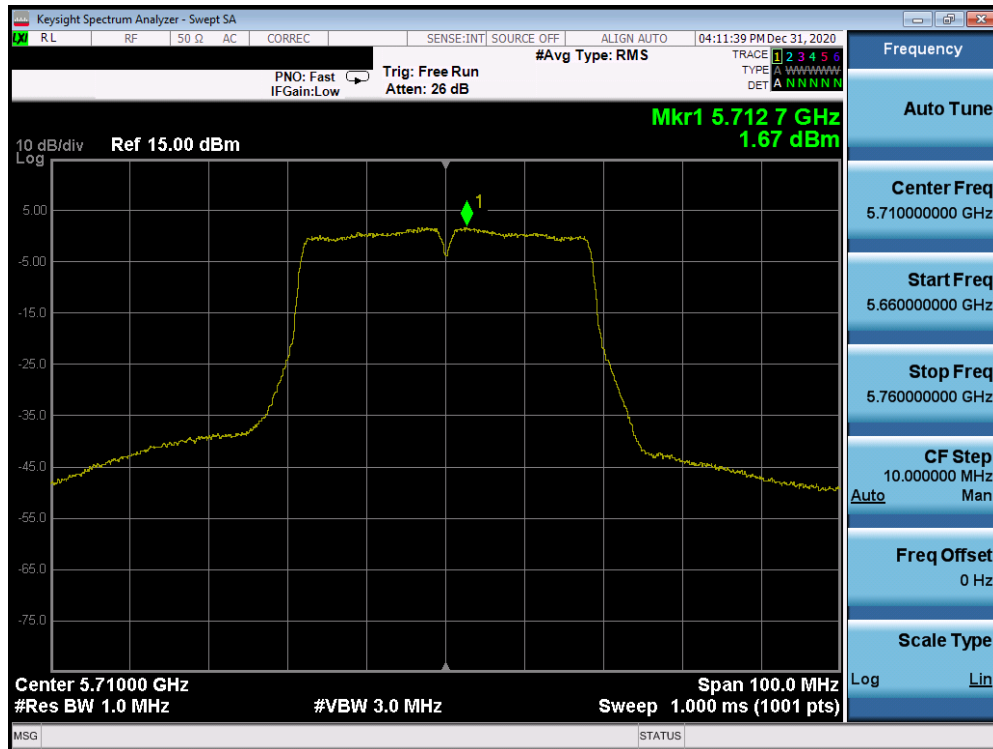 Keysight Spectrum Analyzer - Swept SA
LXI RL RF 50 Ω AC CORREC SENSE:INT SOURCE OFF ALIGN AUTO 04:11:39 PM Dec 31, 2020
PNO: Fast
IFGain:Low
Trig: Free Run
Atten: 26 dB
#Avg Type: RMS
TRACE 1 2 3 4 5 6
TYPE A WWWWW
DET A N N N N N
Mkr1 5.712 7 GHz
1.67 dBm
10 dB/div
Log
Ref 15.00 dBm
5.00
-5.00
-15.0
-25.0
-35.0
-45.0
-55.0
-65.0
-75.0
1
Center 5.71000 GHz
#Res BW 1.0 MHz
#VBW 3.0 MHz
Span 100.0 MHz
Sweep 1.000 ms (1001 pts)
MSG
STATUS
Frequency
Auto Tune
Center Freq
5.710000000 GHz
Start Freq
5.660000000 GHz
Stop Freq
5.760000000 GHz
CF Step
10.000000 MHz
Auto Man
Freq Offset
0 Hz
Scale Type
Log Lin